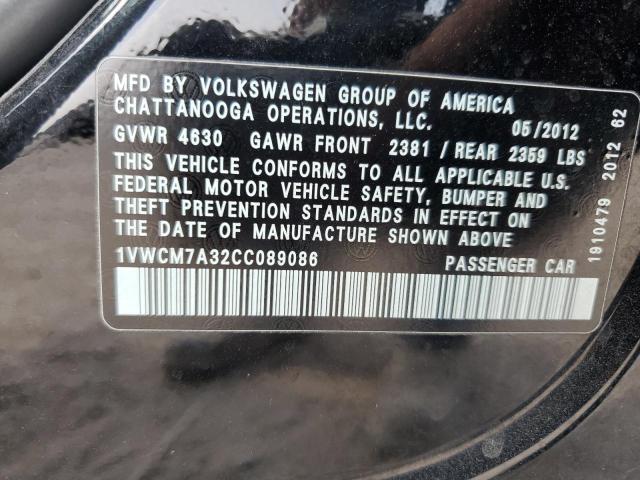 MFD BY VOLKSWAGEN GROUP OF AMERICA
CHATTANOOGA OPERATIONS, LLC. 05/2012
GVWR 4630 GAWR FRONT 2381 / REAR 2359 LBS
THIS VEHICLE CONFORMS TO ALL APPLICABLE U.S.
FEDERAL MOTOR VEHICLE SAFETY, BUMPER AND
THEFT PREVENTION STANDARDS IN EFFECT ON
THE DATE OF MANUFACTURE SHOWN ABOVE
1VWCM7A32CC089086 PASSENGER CAR
1910479 2012 62